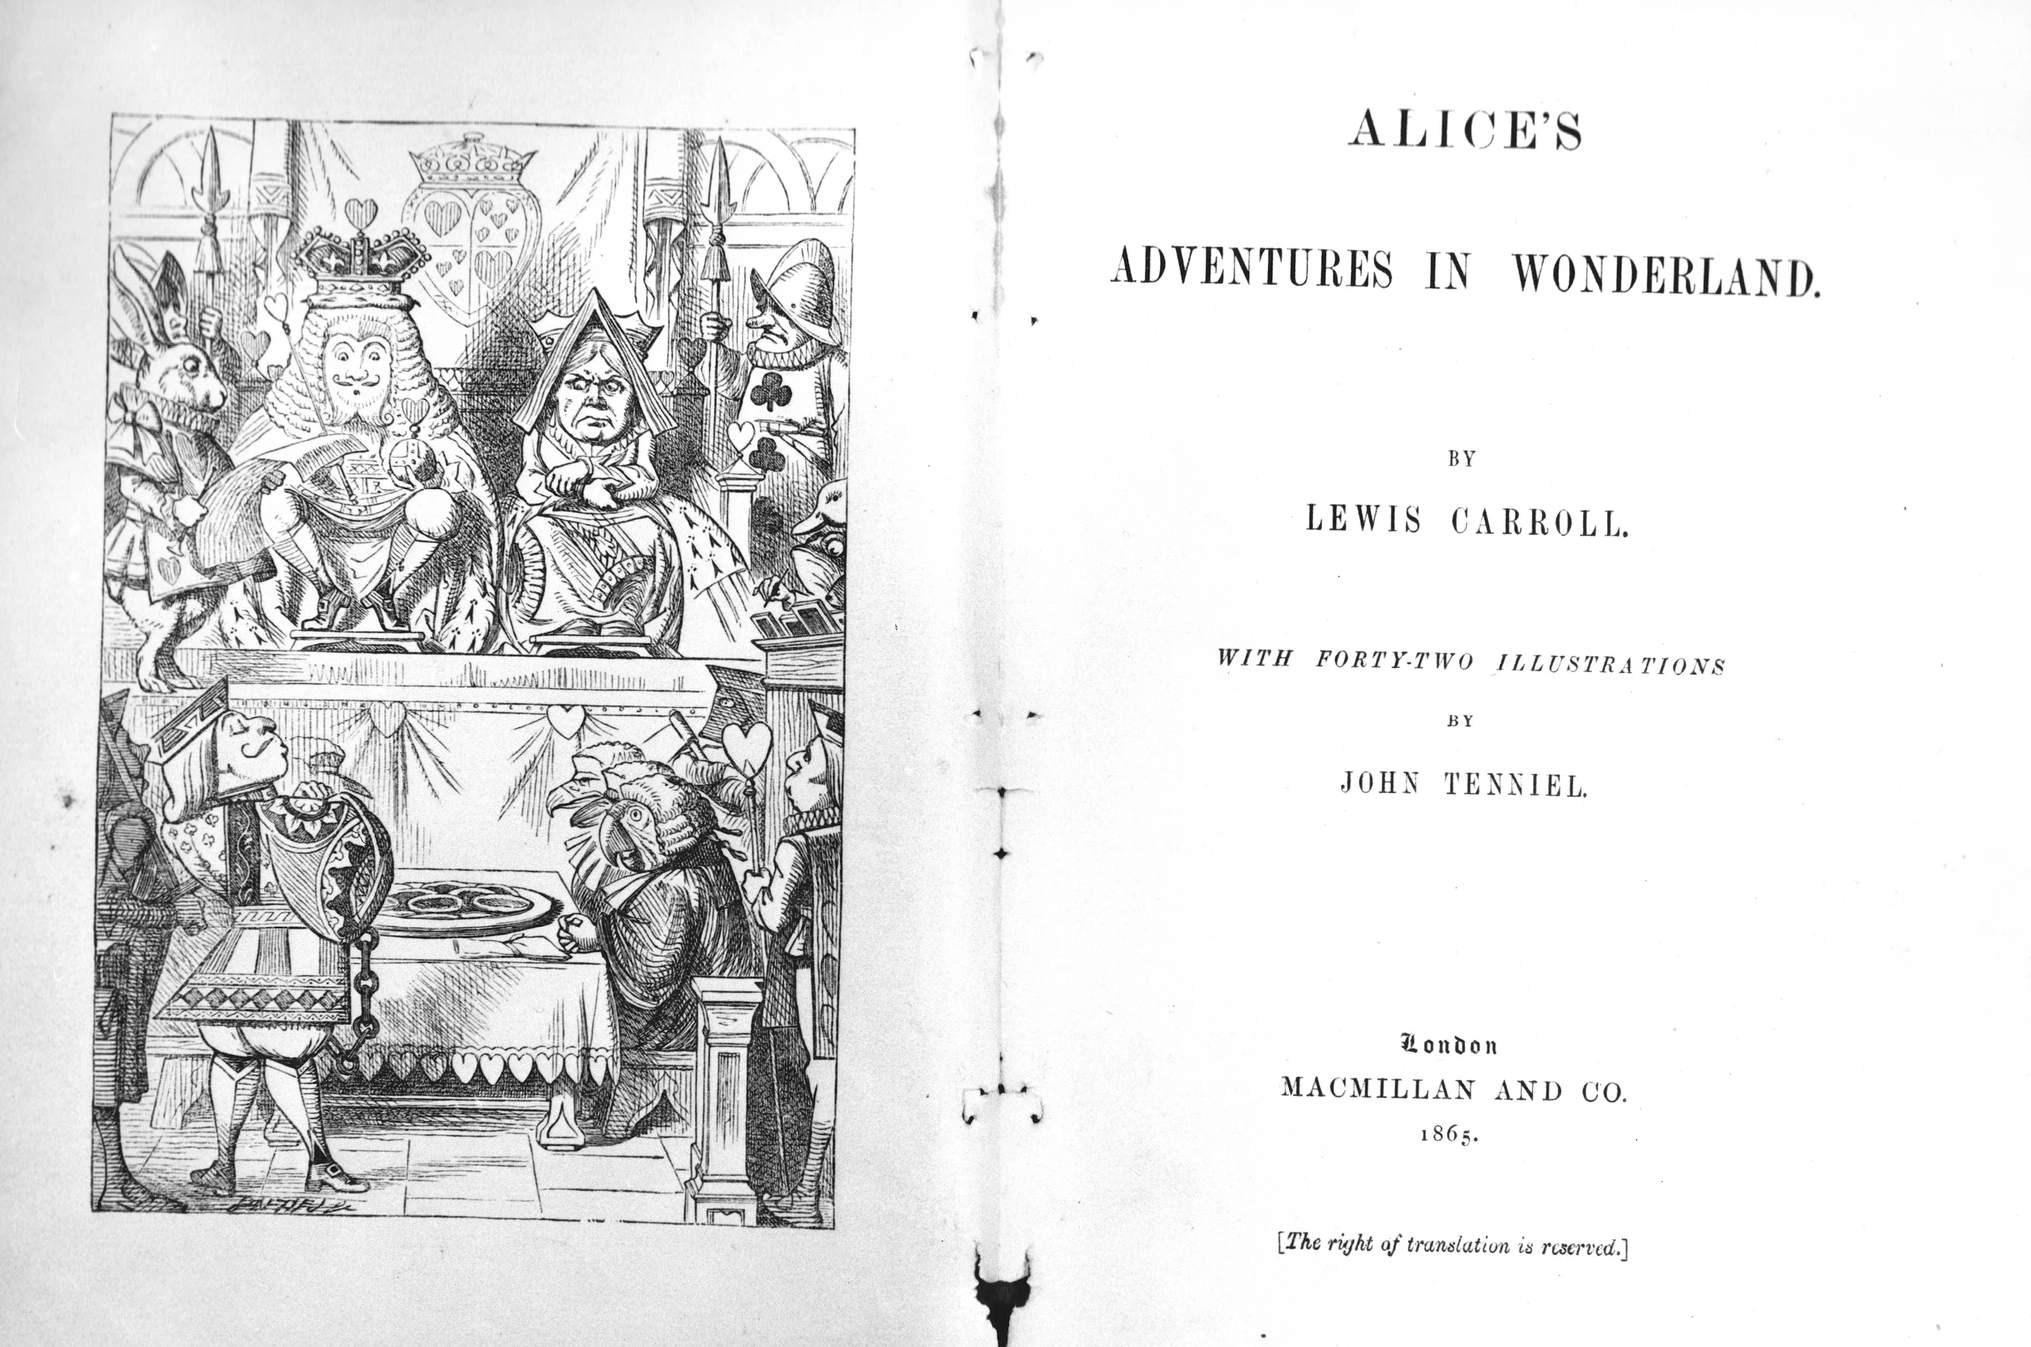 ALICE'S
ADVENTURES IN WONDERLAND.
BY
LEWIS CARROLL.
WITH FORTY-TWO ILLUSTRATIONS
BY
JOHN TENNIEL.
London
MACMILLAN AND CO.
1865.
[The right of translation is reserved.]